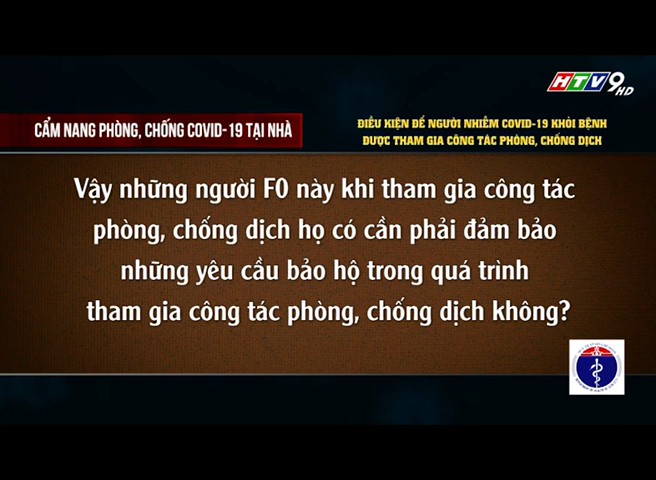 HTV9 HD
CẨM NANG PHÒNG, CHỐNG COVID-19 TẠI NHÀ
ĐIỀU KIỆN ĐỂ NGƯỜI NHIỄM COVID-19 KHỎI BỆNH
ĐƯỢC THAM GIA CÔNG TÁC PHÒNG, CHỐNG DỊCH
Vậy những người F0 này khi tham gia công tác
phòng, chống dịch họ có cần phải đảm bảo
những yêu cầu bảo hộ trong quá trình
tham gia công tác phòng, chống dịch không?